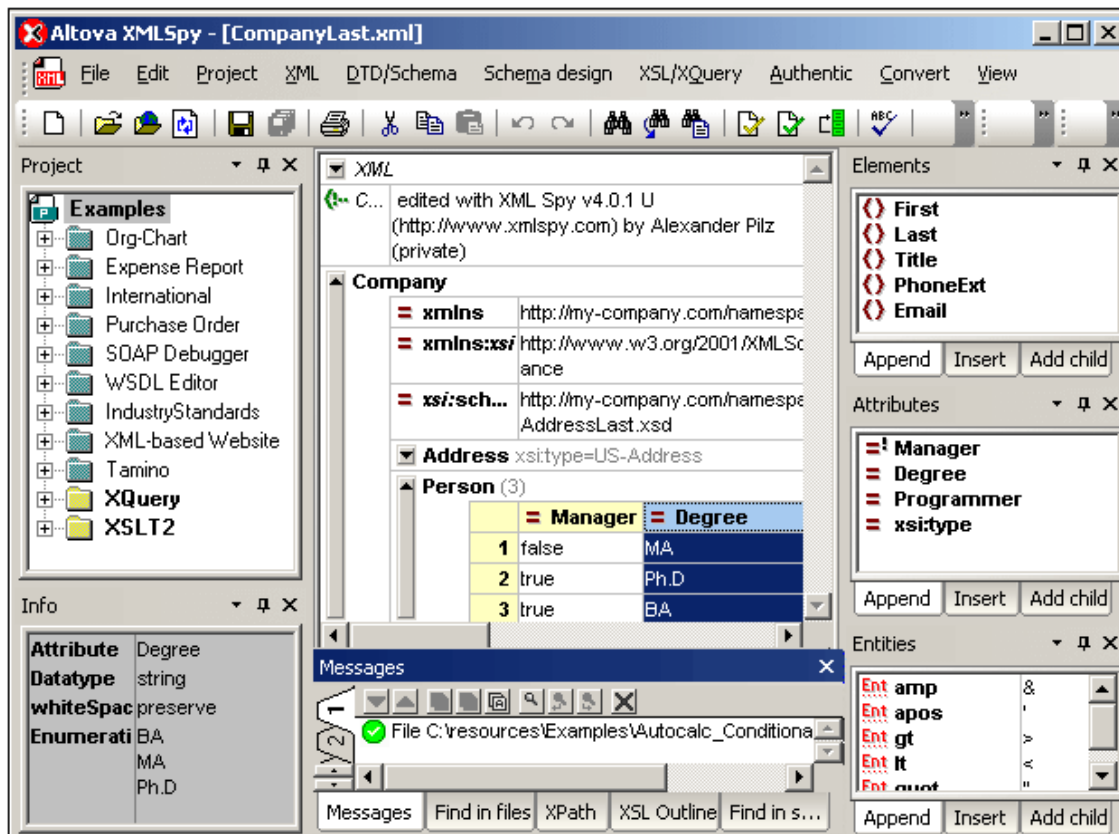 Altova XMLSpy - [CompanyLast.xml]
File Edit Project XML DTD/Schema Schema design XSL/XQuery Authentic Convert View
ABC
Project
Examples
Org-Chart
Expense Report
International
Purchase Order
SOAP Debugger
WSDL Editor
IndustryStandards
XML-based Website
Tamino
XQuery
XSLT2
Info
Attribute Degree
Datatype string
whiteSpac preserve
Enumerati BA
MA
Ph.D
XML
C... edited with XML Spy v4.0.1 U
(http://www.xmlspy.com) by Alexander Pilz
(private)
Company
= xmlns http://my-company.com/namespa
= xmlns:xsi http://www.w3.org/2001/XMLSc
ance
= xsi:sch... http://my-company.com/namespa
AddressLast.xsd
Address xsi:type=US-Address
Person (3)
= Manager = Degree
1 false MA
2 true Ph.D
3 true BA
Messages
1
2
File C:\resources\Examples\Autocalc_Conditiona
Messages Find in files XPath XSL Outline Find in s...
Elements
First
Last
Title
PhoneExt
Email
Append Insert Add child
Attributes
=! Manager
= Degree
= Programmer
= xsi:type
Append Insert Add child
Entities
Ent amp &
Ent apos '
Ent gt >
Ent lt <
Ent quot "
Append Insert Add child